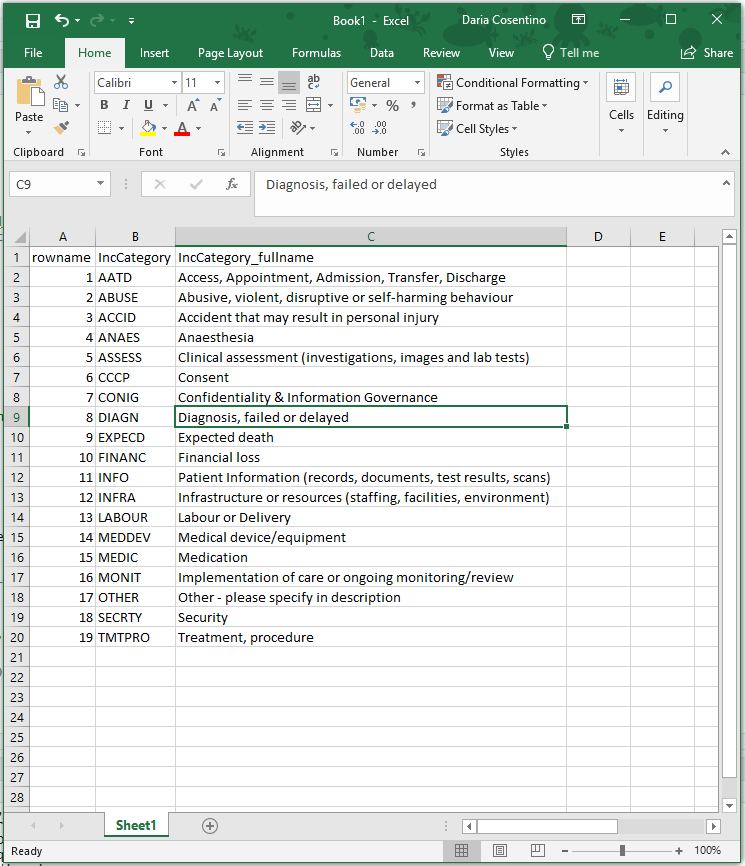 Book1 - Excel
Daria Cosentino
File Home Insert Page Layout Formulas Data Review View Tell me Share
Calibri 11 General Conditional Formatting
Paste B I U A A % , Format as Table Cells Editing
A Cell Styles
Clipboard Font Alignment Number Styles
C9 fx Diagnosis, failed or delayed
A B C D E
1 rowname IncCategory IncCategory_fullname
2 1 AATD Access, Appointment, Admission, Transfer, Discharge
3 2 ABUSE Abusive, violent, disruptive or self-harming behaviour
4 3 ACCID Accident that may result in personal injury
5 4 ANAES Anaesthesia
6 5 ASSESS Clinical assessment (investigations, images and lab tests)
7 6 CCCP Consent
8 7 CONIG Confidentiality & Information Governance
9 8 DIAGN Diagnosis, failed or delayed
10 9 EXPECD Expected death
11 10 FINANC Financial loss
12 11 INFO Patient Information (records, documents, test results, scans)
13 12 INFRA Infrastructure or resources (staffing, facilities, environment)
14 13 LABOUR Labour or Delivery
15 14 MEDDEV Medical device/equipment
16 15 MEDIC Medication
17 16 MONIT Implementation of care or ongoing monitoring/review
18 17 OTHER Other - please specify in description
19 18 SECRTY Security
20 19 TMTPRO Treatment, procedure
21
22
23
24
25
26
27
28
Sheet1
Ready 100%